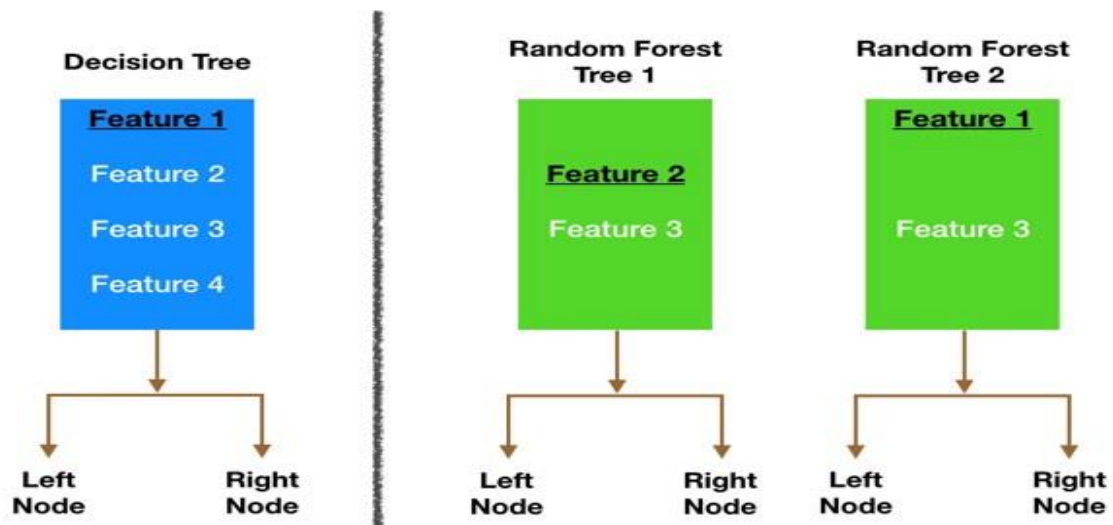 Decision Tree
Feature 1
Feature 2
Feature 3
Feature 4
Left
Node
Right
Node
Random Forest
Tree 1
Feature 2
Feature 3
Left
Node
Right
Node
Random Forest
Tree 2
Feature 1
Feature 3
Left
Node
Right
Node